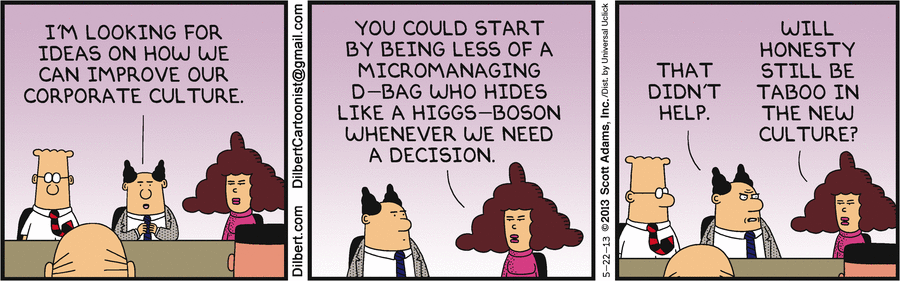 I'M LOOKING FOR
IDEAS ON HOW WE
CAN IMPROVE OUR
CORPORATE CULTURE.
Dilbert.com DilbertCartoonist@gmail.com
YOU COULD START
BY BEING LESS OF A
MICROMANAGING
D-BAG WHO HIDES
LIKE A HIGGS-BOSON
WHENEVER WE NEED
A DECISION.
5-22-13 © 2013 Scott Adams, Inc. /Dist. by Universal Uclick
THAT
DIDN'T
HELP.
WILL
HONESTY
STILL BE
TABOO IN
THE NEW
CULTURE?